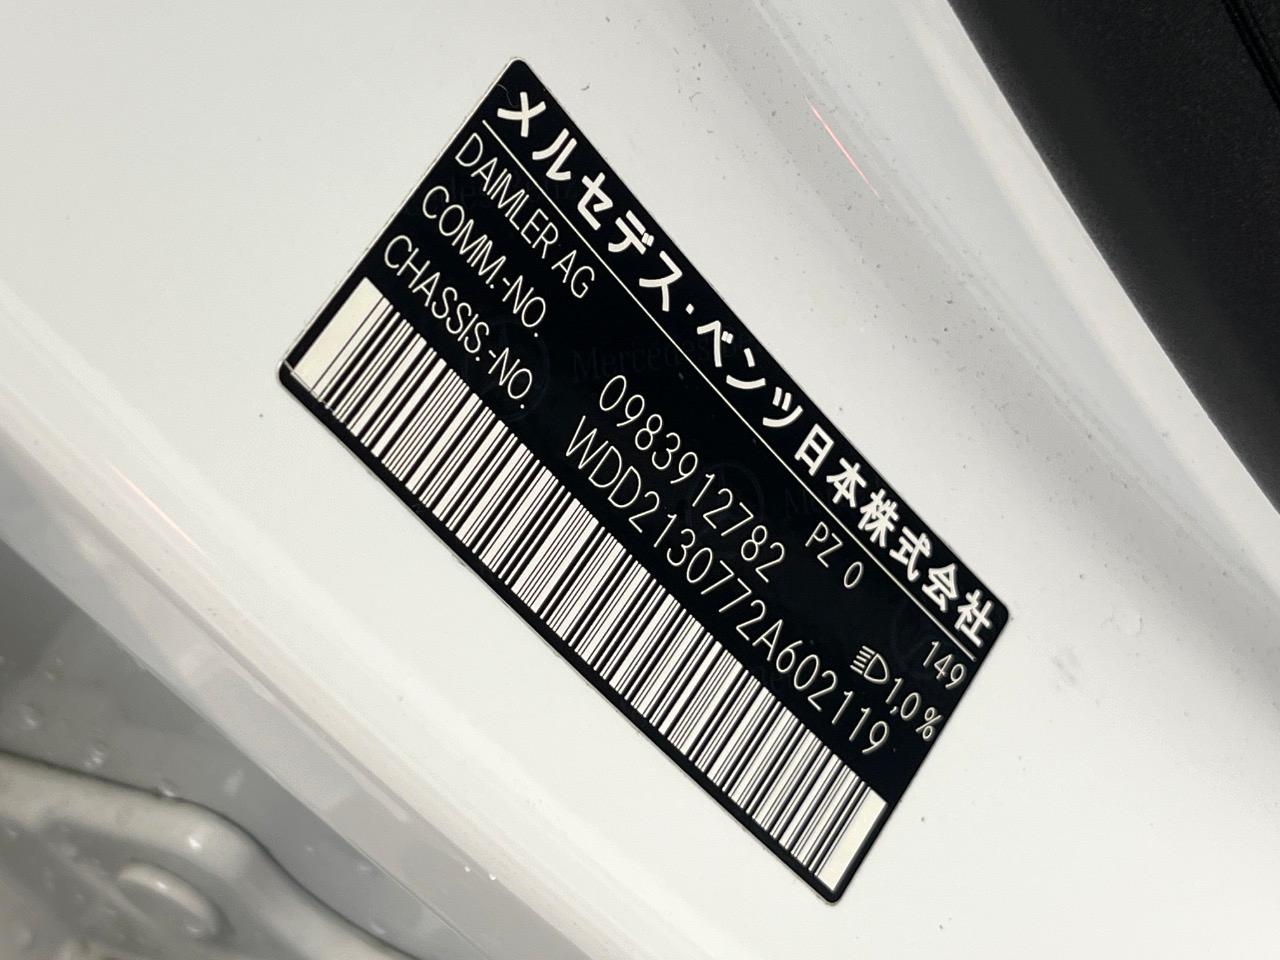 メルセデス・ベンツ日本株式会社
DAIMLER AG 149
COMM.-NO. 0983912782 PZ 0 1,0%
CHASSIS.-NO. WDD2130772A602119